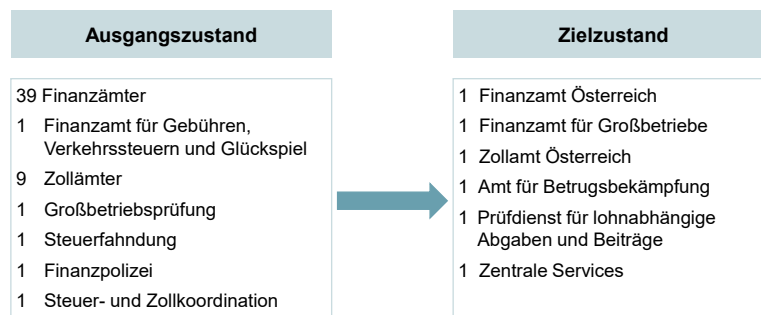 Ausgangszustand
39 Finanzämter
1 Finanzamt für Gebühren,
Verkehrssteuern und Glückspiel
9 Zollämter
1 Großbetriebsprüfung
1 Steuerfahndung
1 Finanzpolizei
1 Steuer- und Zollkoordination
Zielzustand
1 Finanzamt Österreich
1 Finanzamt für Großbetriebe
1 Zollamt Österreich
1 Amt für Betrugsbekämpfung
1 Prüfdienst für lohnabhängige
Abgaben und Beiträge
1 Zentrale Services